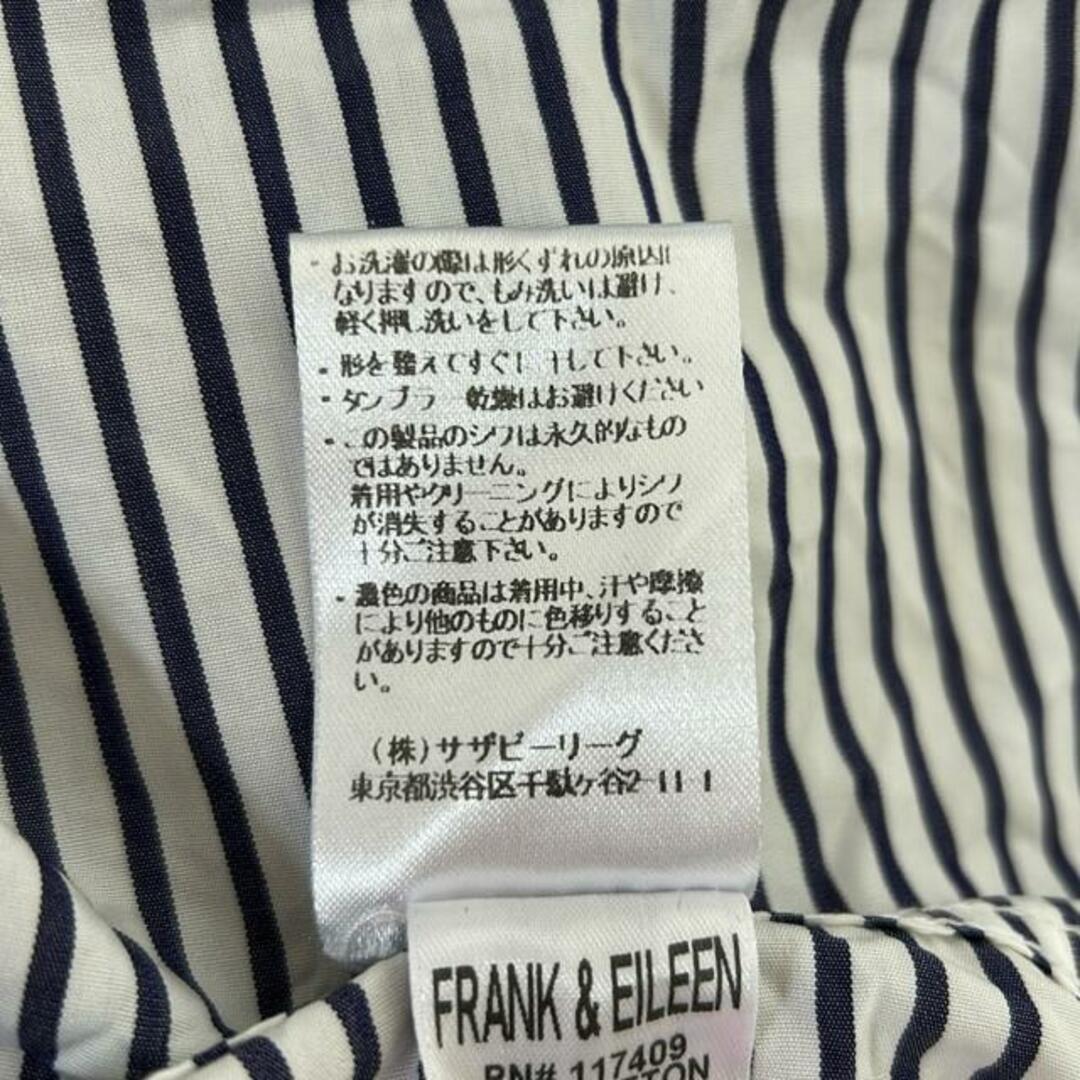 ・お洗濯の際は形くずれの原因に
なりますので、もみ洗いは避け、
軽く押し洗いをして下さい。
・形を整えてすぐに干して下さい。
・タンブラー乾燥はお避けください
・この製品のシワは永久的なもの
ではありません。
着用やクリーニングによりシワ
が消失することがありますので
十分ご注意下さい。
・濃色の商品は着用中、汗や摩擦
により他のものに色移りすること
がありますので十分ご注意くださ
い。
(株)サザビーリーグ
東京都渋谷区千駄ケ谷2-11-1
FRANK & EILEEN
RN# 117409